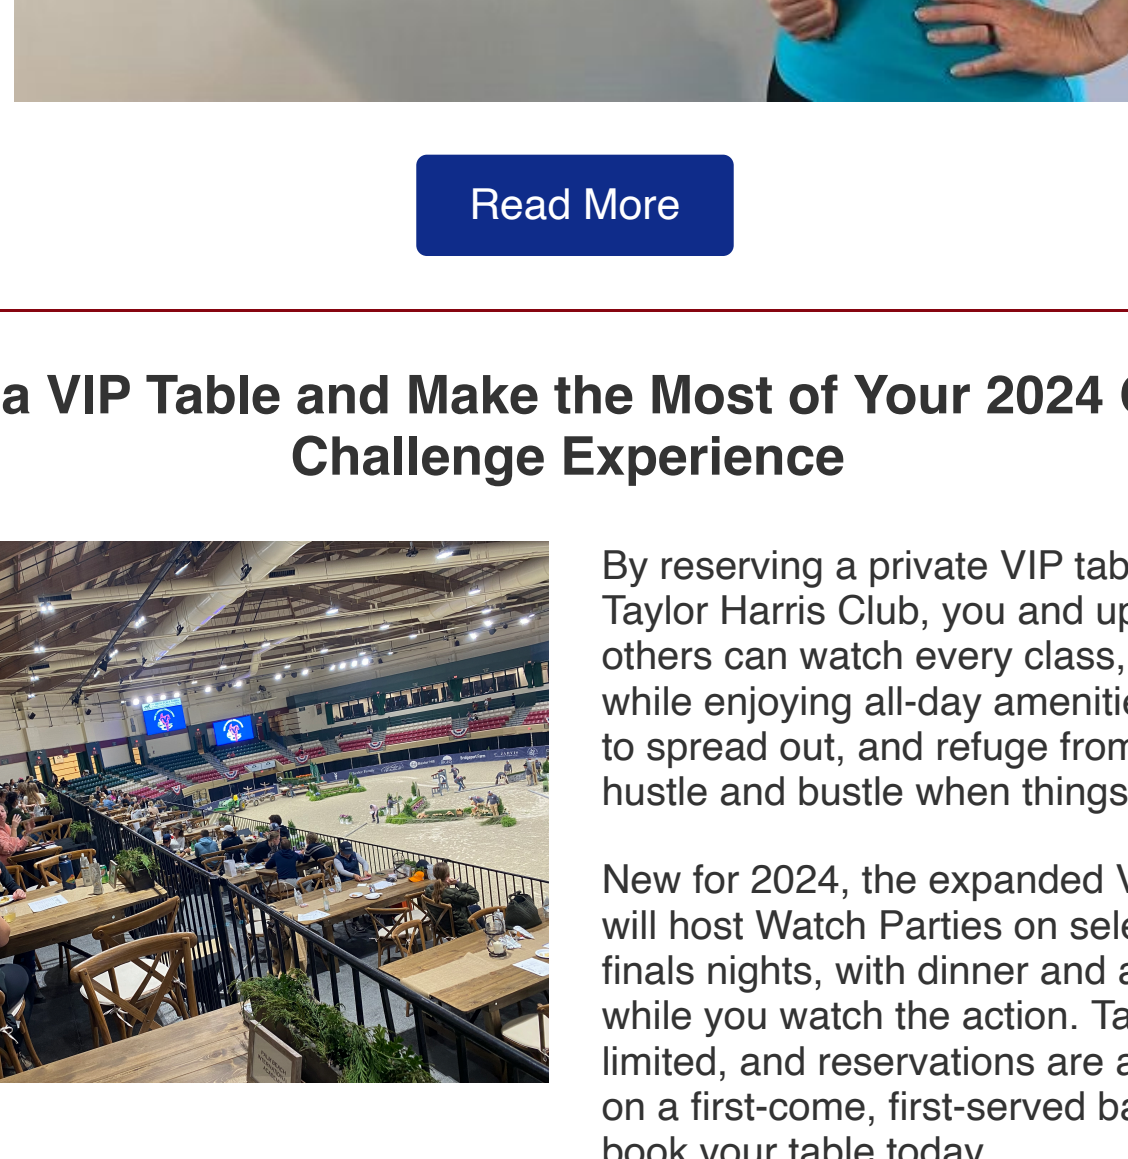 Read More
a VIP Table and Make the Most of Your 2024
Challenge Experience
By reserving a private VIP tab
Taylor Harris Club, you and up
others can watch every class,
while enjoying all-day amenitie
to spread out, and refuge from
hustle and bustle when things
New for 2024, the expanded V
will host Watch Parties on sele
finals nights, with dinner and a
while you watch the action. Ta
limited, and reservations are a
on a first-come, first-served ba
book your table today